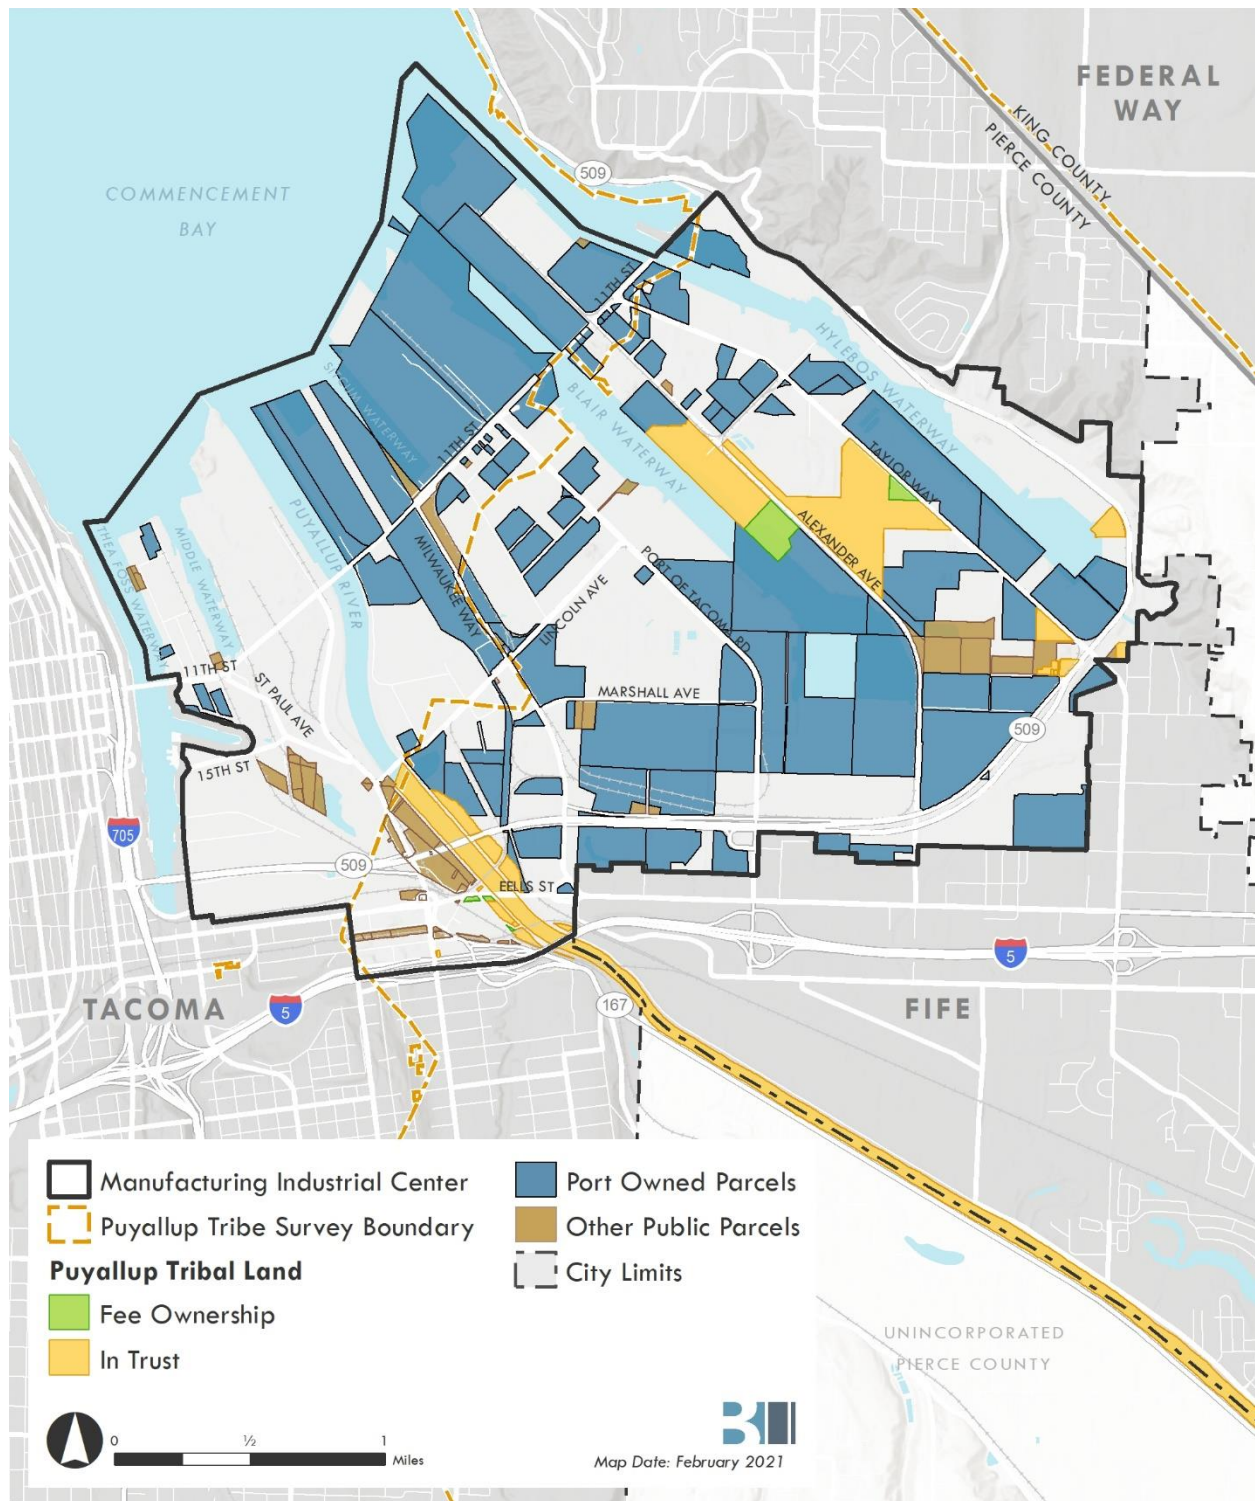 FEDERAL
WAY
KING COUNTY
PIERCE COUNTY
509
COMMENCEMENT
BAY
11TH ST
HYLEBOS WATERWAY
SITCUM WATERWAY
BLAIR WATERWAY
11TH ST
TAYLOR WAY
PUYALLUP RIVER
ALEXANDER AVE
THEA FOSS WATERWAY
MIDDLE WATERWAY
MILWAUKEE WAY
PORT OF TACOMA RD
LINCOLN AVE
11TH ST
ST PAUL AVE
MARSHALL AVE
509
15TH ST
705
509
EELLS ST
5
TACOMA
5
167
FIFE
Manufacturing Industrial Center
Puyallup Tribe Survey Boundary
Puyallup Tribal Land
Fee Ownership
In Trust
Port Owned Parcels
Other Public Parcels
City Limits
UNINCORPORATED
PIERCE COUNTY
0 ½ 1
Miles
Map Date: February 2021